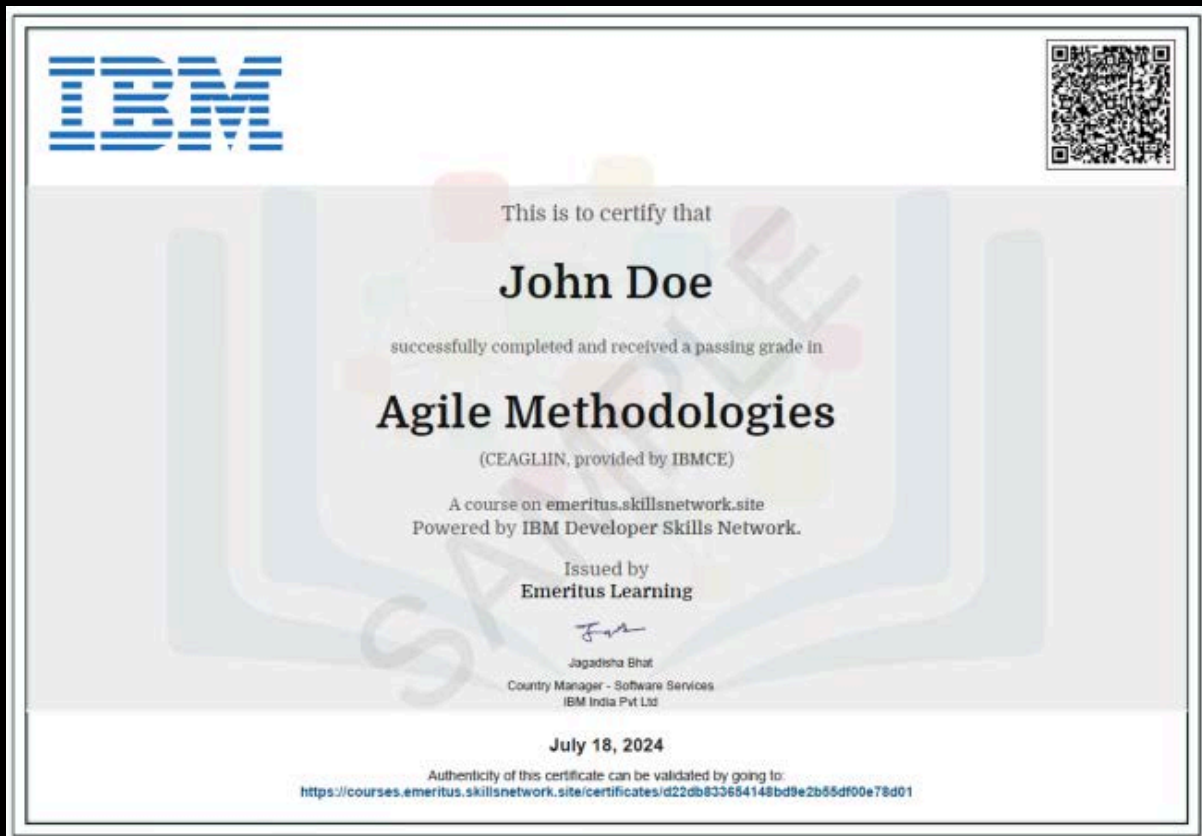 IBM
This is to certify that
John Doe
successfully completed and received a passing grade in
Agile Methodologies
(CEAGL1IN, provided by IBMCE)
A course on emeritus.skillsnetwork.site
Powered by IBM Developer Skills Network.
Issued by
Emeritus Learning
Jagadisha Bhat
Country Manager - Software Services
IBM India Pvt Ltd
July 18, 2024
Authenticity of this certificate can be validated by going to:
https://courses.emeritus.skillsnetwork.site/certificates/d22db833654148bd9e2b55df00e78d01
SAMPLE